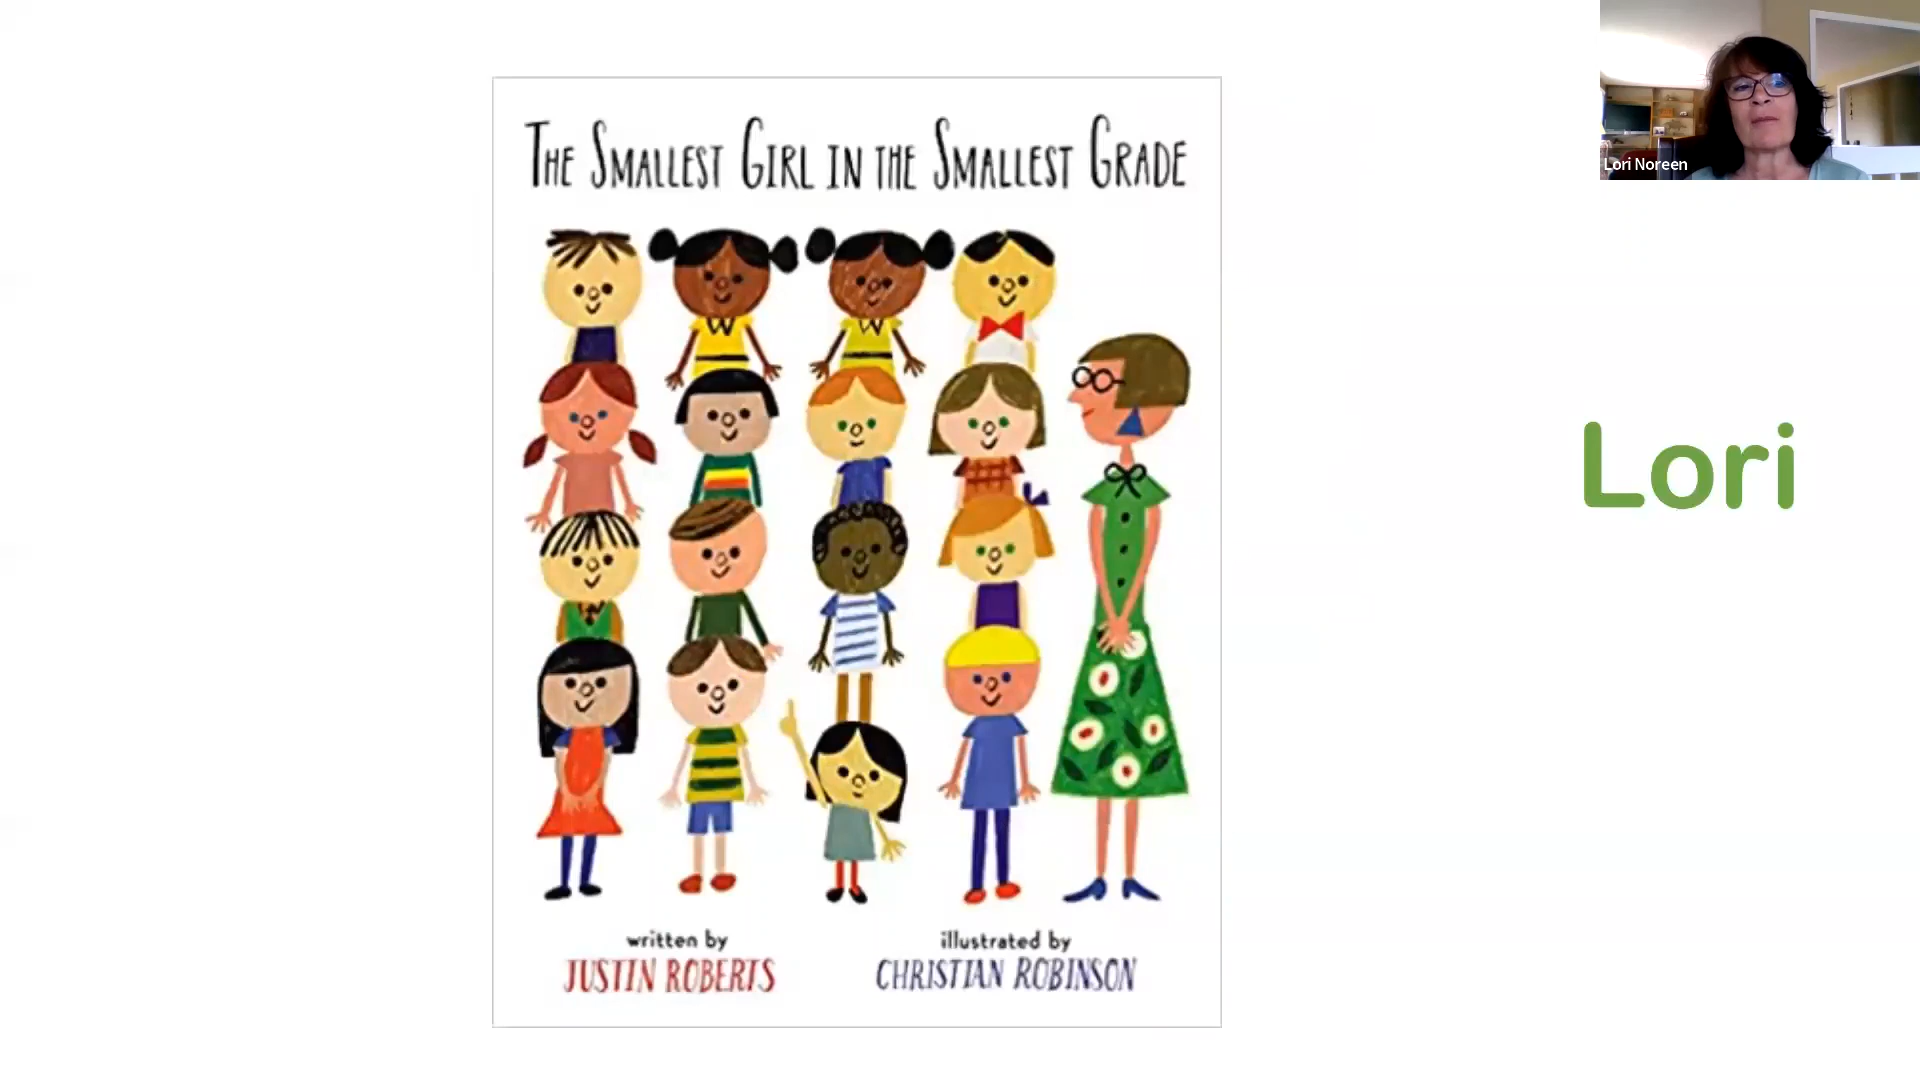 THE SMALLEST GIRL IN THE SMALLEST GRADE
written by
JUSTIN ROBERTS
illustrated by
CHRISTIAN ROBINSON
Lori
Lori Noreen